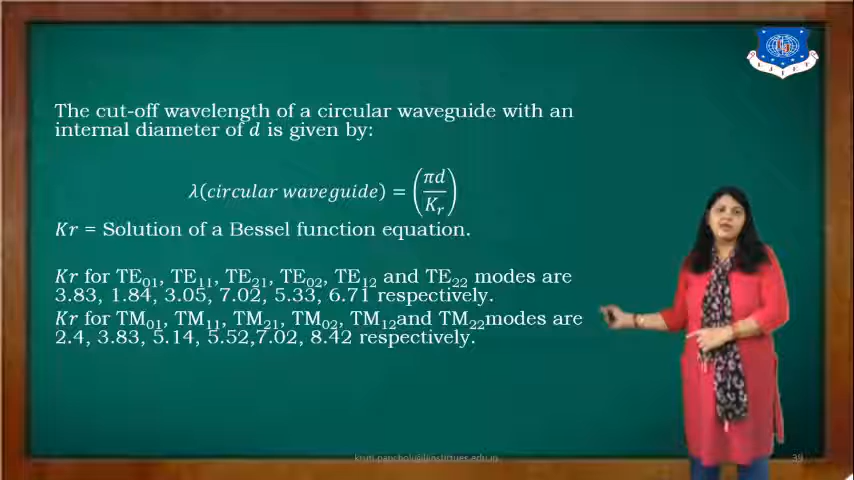 The cut-off wavelength of a circular waveguide with an
internal diameter of d is given by:
λ(circular waveguide) = (πd/K_r)
Kr = Solution of a Bessel function equation.
Kr for TE₀₁, TE₁₁, TE₂₁, TE₀₂, TE₁₂ and TE₂₂ modes are
3.83, 1.84, 3.05, 7.02, 5.33, 6.71 respectively.
Kr for TM₀₁, TM₁₁, TM₂₁, TM₀₂, TM₁₂and TM₂₂modes are
2.4, 3.83, 5.14, 5.52,7.02, 8.42 respectively.
39